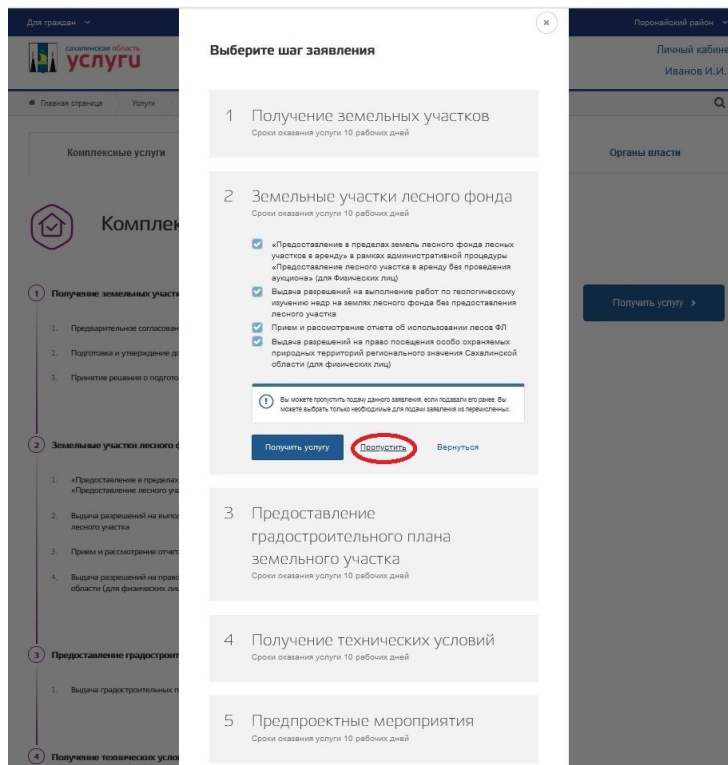 Для граждан
Поронайский район
сахалинская область
услуги
Личный кабине
Иванов И.И.
Главная страница
Услуги
Комплексные услуги
Органы власти
Комплек
Получить услугу
1 Получение земельных участк
1. Предварительное согласован
2. Подготовка и утверждение до
3. Принятие решения о подгото
2 Земельные участки лесного ф
1. «Предоставление в пределах
«Предоставление лесного уча
2. Выдача разрешений на выпол
лесного участка
3. Прием и рассмотрение отчета
4. Выдача разрешений на право
области (для физических лиц
3 Предоставление градостроит
1. Выдача градостроительных п
4 Получение технических усло
Выберите шаг заявления
1 Получение земельных участков
Сроки оказания услуги 10 рабочих дней
2 Земельные участки лесного фонда
Сроки оказания услуги 10 рабочих дней
«Предоставление в пределах земель лесного фонда лесных
участков в аренду» в рамках административной процедуры
«Предоставление лесного участка в аренду без проведения
аукциона» (для Физических лиц)
Выдача разрешений на выполнение работ по геологическому
изучению недр на землях лесного фонда без предоставления
лесного участка
Прием и рассмотрение отчета об использовании лесов ФЛ
Выдача разрешений на право посещения особо охраняемых
природных территорий регионального значения Сахалинской
области (для физических лиц)
Вы можете пропустить подачу данного заявления, если подавали его ранее. Вы
можете выбрать только необходимые для подачи заявления из перечисленных.
Получить услугу
Пропустить
Вернуться
3 Предоставление
градостроительного плана
земельного участка
Сроки оказания услуги 10 рабочих дней
4 Получение технических условий
Сроки оказания услуги 10 рабочих дней
5 Предпроектные мероприятия
Сроки оказания услуги 10 рабочих дней